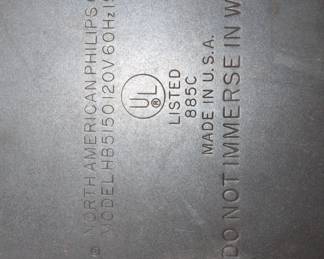 ® NORTH AMERICAN PHILIPS
MODEL HB5150 120V 60Hz
UL ®
LISTED
885C
MADE IN U.S.A.
DO NOT IMMERSE IN W